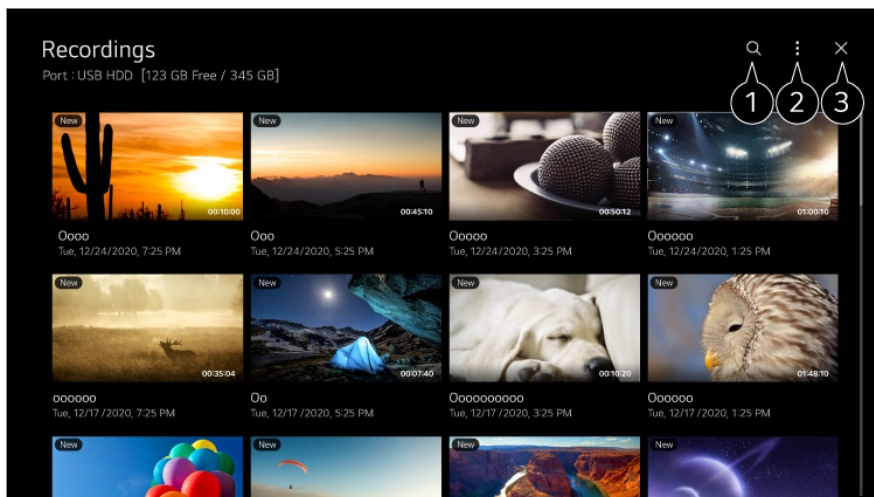 Recordings
Port : USB HDD [123 GB Free / 345 GB]
1 2 3
New New New New
00:10:00 00:45:10 00:50:12 01:00:10
Oooo Ooo Ooooo Oooooo
Tue, 12/24/2020, 7:25 PM Tue, 12/24/2020, 5:25 PM Tue, 12/24/2020, 3:25 PM Tue, 12/24/2020, 1:25 PM
New New New New
00:35:04 00:07:40 00:10:20 01:48:10
oooooo Oo Oooooooooo Oooooo
Tue, 12/17 /2020, 7:25 PM Tue, 12/17 /2020, 5:25 PM Tue, 12/17 /2020, 3:25 PM Tue, 12/17 /2020, 1:25 PM
New New New New